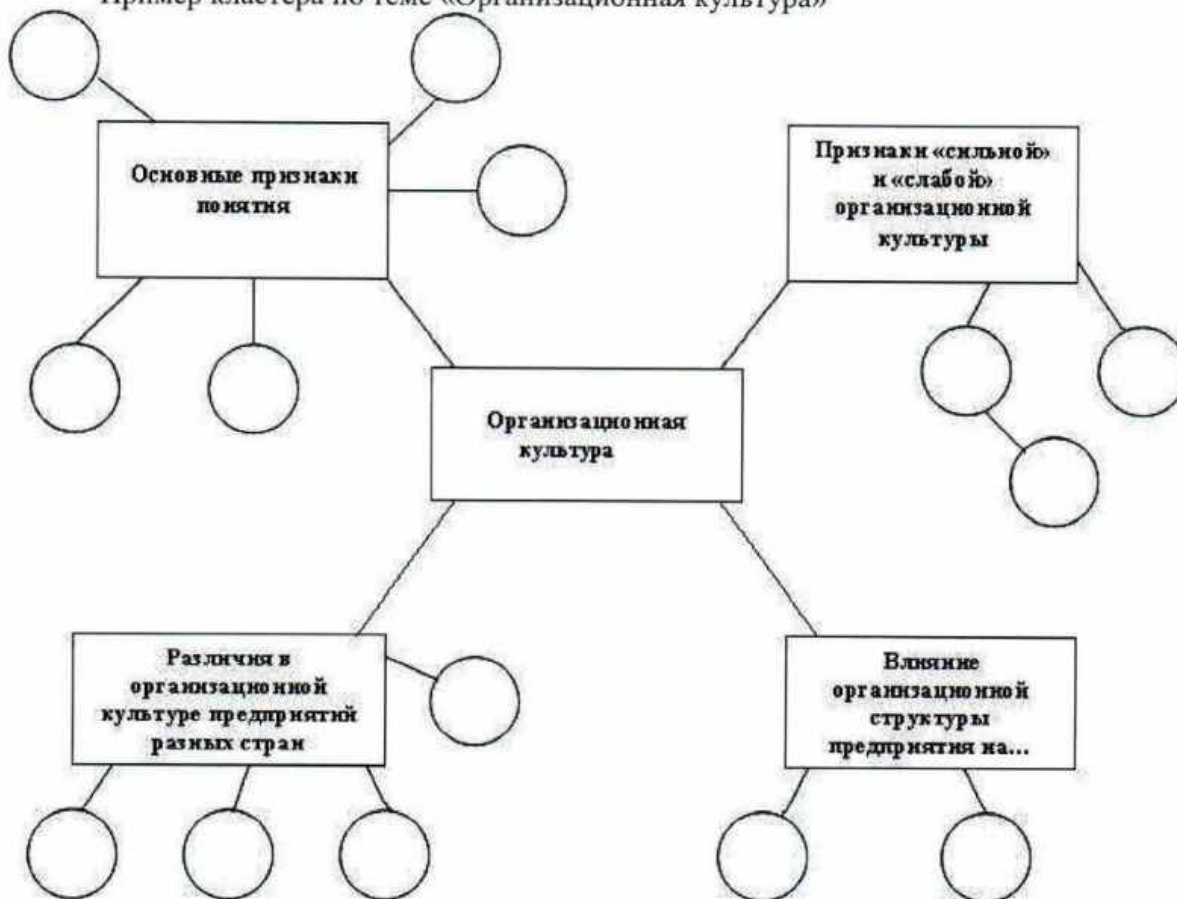 Пример кластера по теме «Организационная культура»
Основные признаки
понятия
Признаки «сильной»
и «слабой»
организационной
культуры
Организационная
культура
Различия в
организационной
культуре предприятий
разных стран
Влияние
организационной
структуры
предприятия на...